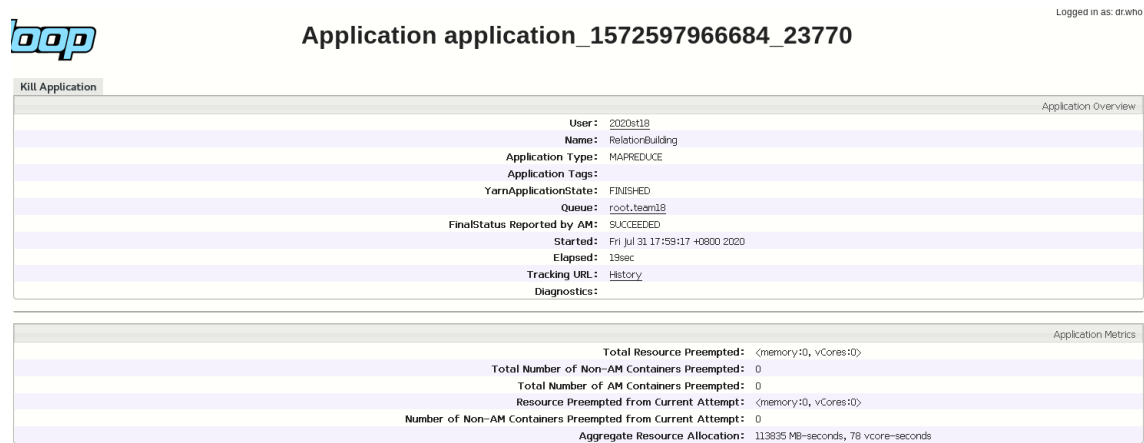 Logged in as: dr.who
oop
Application application_1572597966684_23770
Kill Application
Application Overview
User: 2020st18
Name: RelationBuilding
Application Type: MAPREDUCE
Application Tags:
YarnApplicationState: FINISHED
Queue: root.team18
FinalStatus Reported by AM: SUCCEEDED
Started: Fri Jul 31 17:59:17 +0800 2020
Elapsed: 19sec
Tracking URL: History
Diagnostics:
Application Metrics
Total Resource Preempted: <memory:0, vCores:0>
Total Number of Non-AM Containers Preempted: 0
Total Number of AM Containers Preempted: 0
Resource Preempted from Current Attempt: <memory:0, vCores:0>
Number of Non-AM Containers Preempted from Current Attempt: 0
Aggregate Resource Allocation: 113835 MB-seconds, 78 vcore-seconds